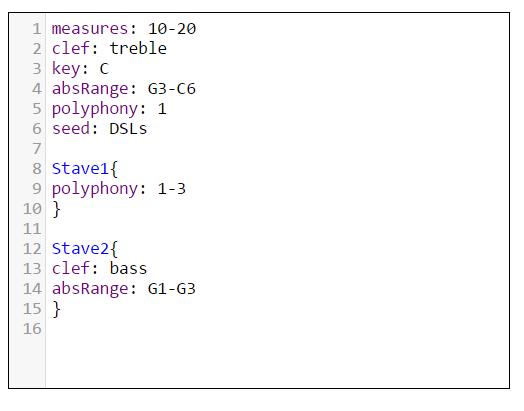 1 measures: 10-20
2 clef: treble
3 key: C
4 absRange: G3-C6
5 polyphony: 1
6 seed: DSLs
7
8 Stave1{
9 polyphony: 1-3
10 }
11
12 Stave2{
13 clef: bass
14 absRange: G1-G3
15 }
16